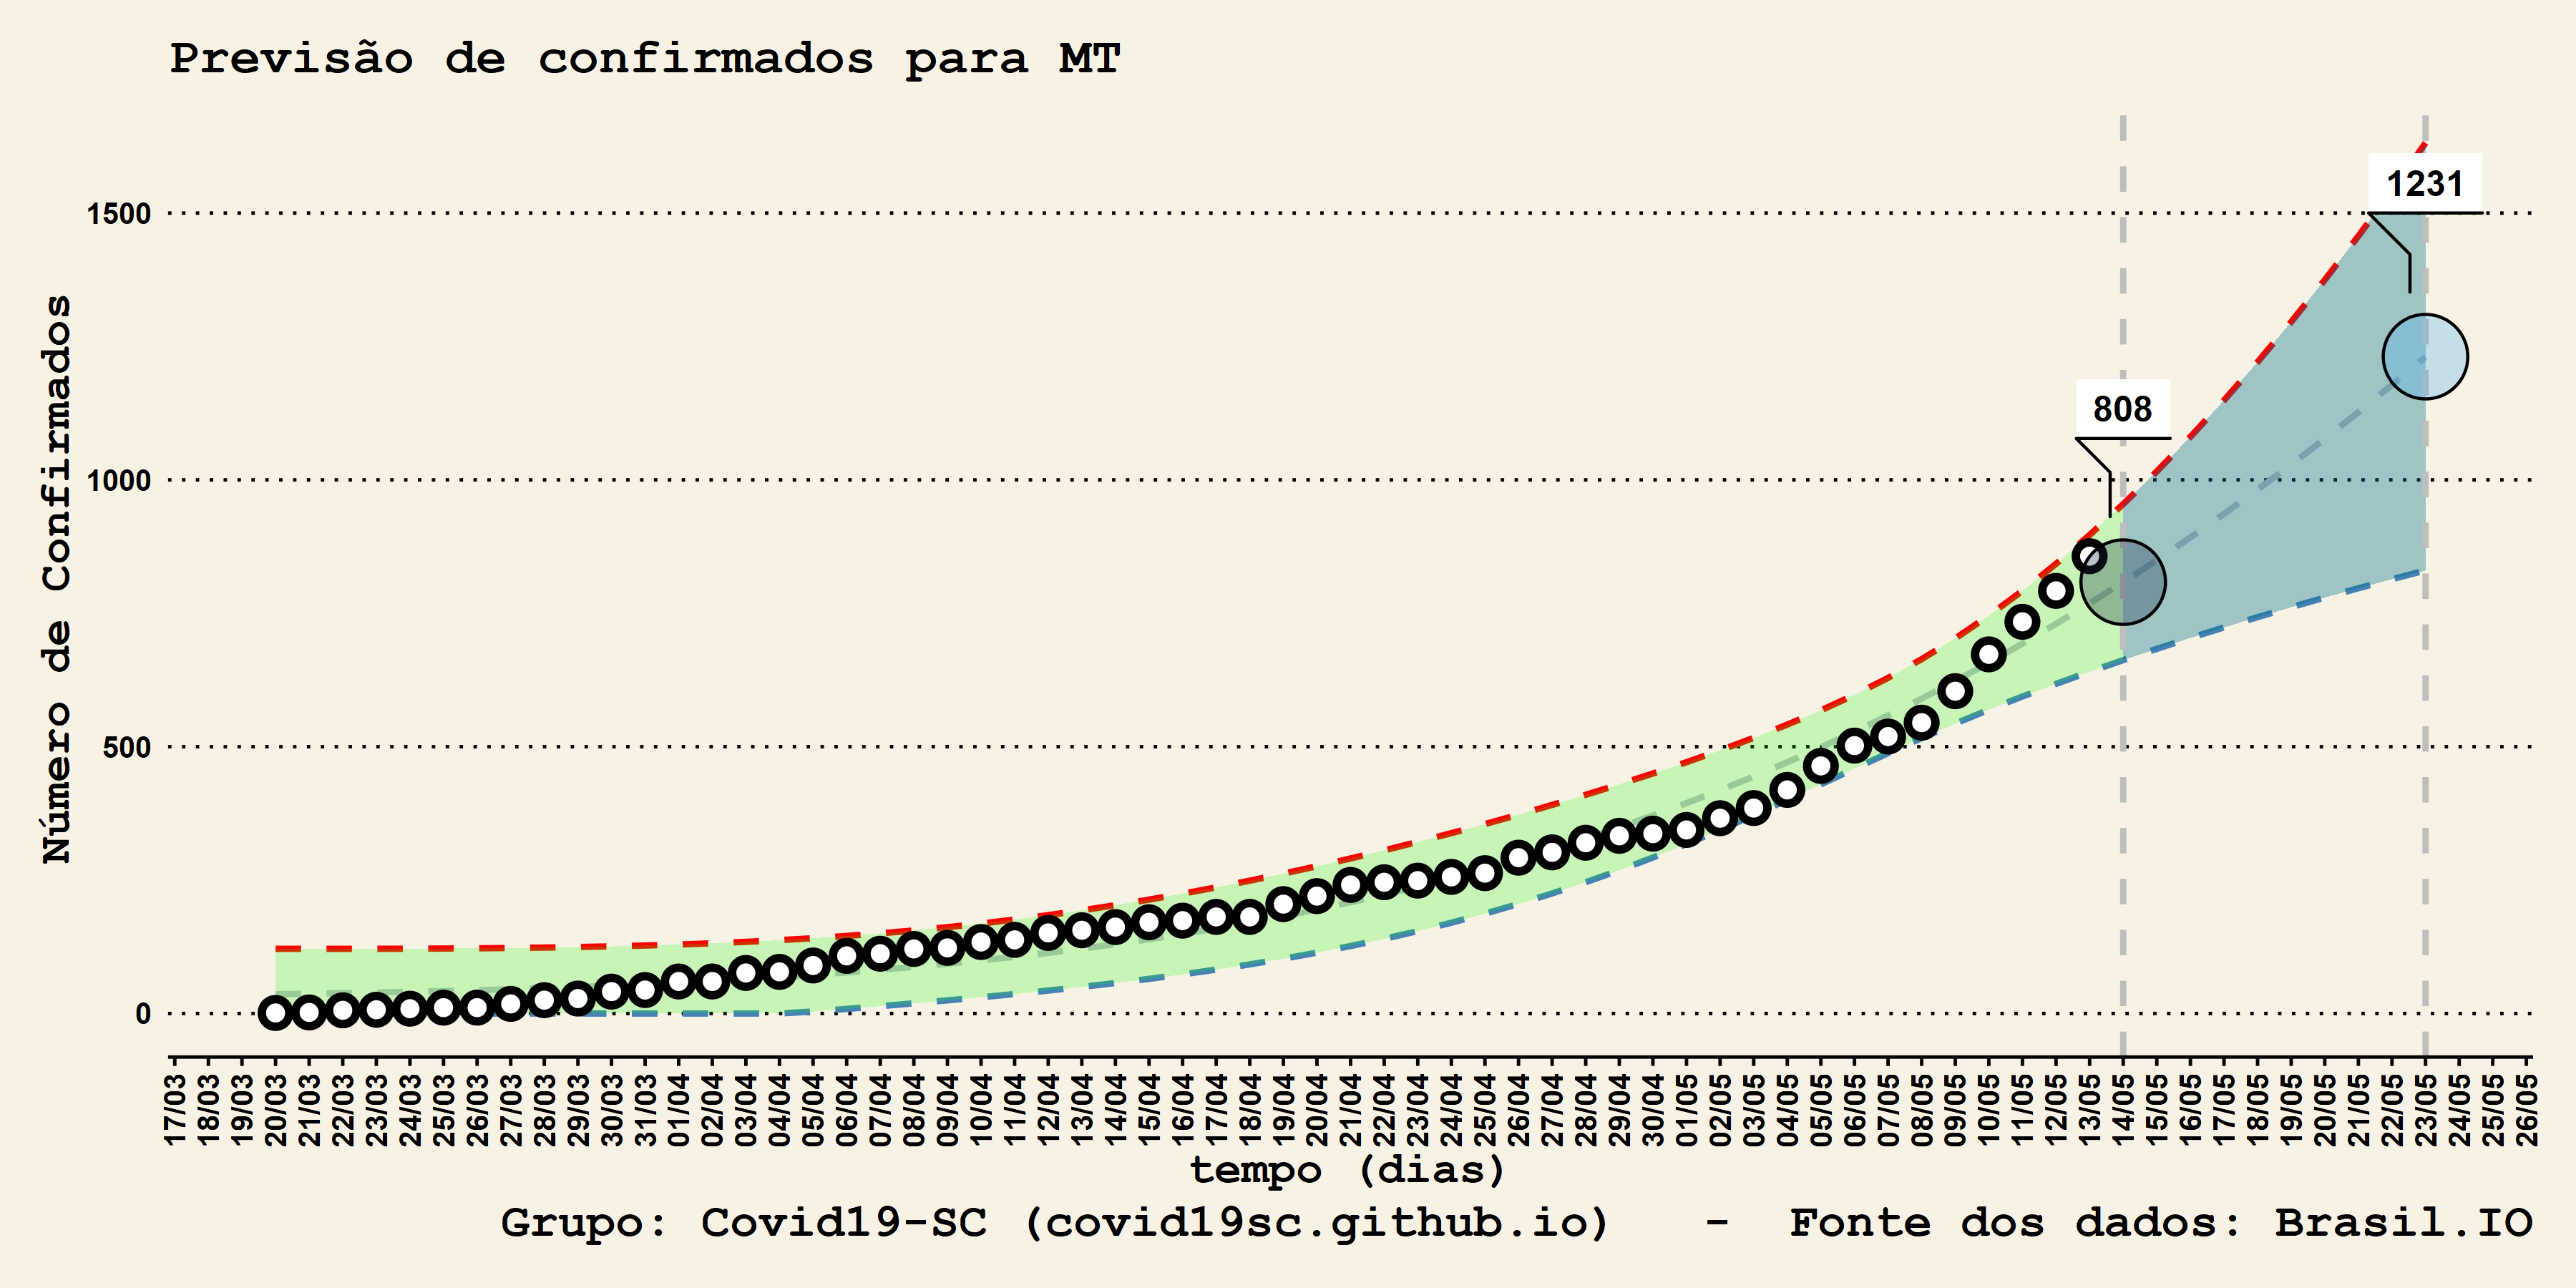 Previsão de confirmados para MT
1231
1500
808
1000
500
0
Número de Confirmados
17/03 18/03 19/03 20/03 21/03 22/03 23/03 24/03 25/03 26/03 27/03 28/03 29/03 30/03 31/03 01/04 02/04 03/04 04/04 05/04 06/04 07/04 08/04 09/04 10/04 11/04 12/04 13/04 14/04 15/04 16/04 17/04 18/04 19/04 20/04 21/04 22/04 23/04 24/04 25/04 26/04 27/04 28/04 29/04 30/04 01/05 02/05 03/05 04/05 05/05 06/05 07/05 08/05 09/05 10/05 11/05 12/05 13/05 14/05 15/05 16/05 17/05 18/05 19/05 20/05 21/05 22/05 23/05 24/05 25/05 26/05
tempo (dias)
Grupo: Covid19-SC (covid19sc.github.io) - Fonte dos dados: Brasil.IO